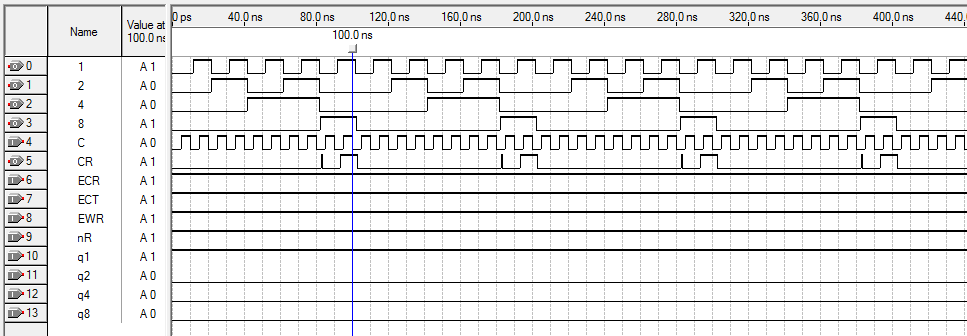 Name
Value at
100.0 ns
0 ps
40.0 ns
80.0 ns
120.0 ns
160.0 ns
200.0 ns
240.0 ns
280.0 ns
320.0 ns
360.0 ns
400.0 ns
440.
100.0 ns
0 1 A 1
1 2 A 0
2 4 A 0
3 8 A 1
4 C A 0
5 CR A 1
6 ECR A 1
7 ECT A 1
8 EWR A 1
9 nR A 1
10 q1 A 1
11 q2 A 0
12 q4 A 0
13 q8 A 0